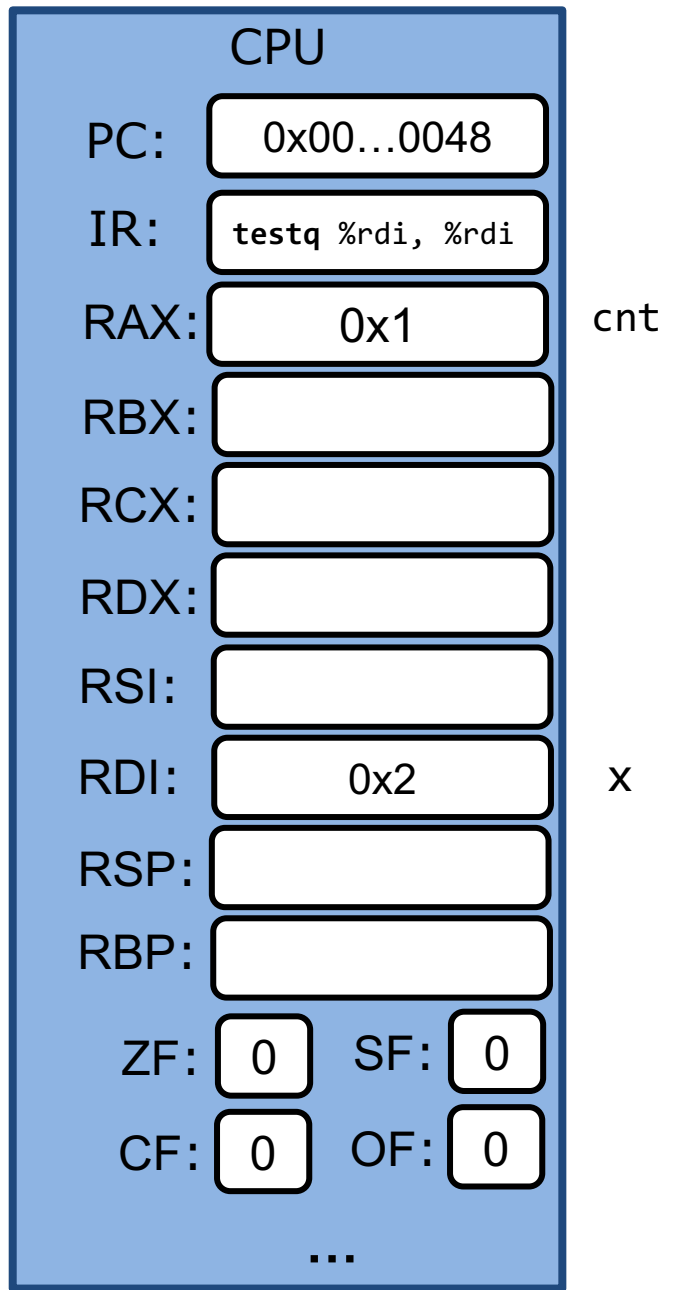 CPU
PC: 0x00...0048
IR: testq %rdi, %rdi
RAX: 0x1 cnt
RBX:
RCX:
RDX:
RSI:
RDI: 0x2 x
RSP:
RBP:
ZF: 0 SF: 0
CF: 0 OF: 0
...